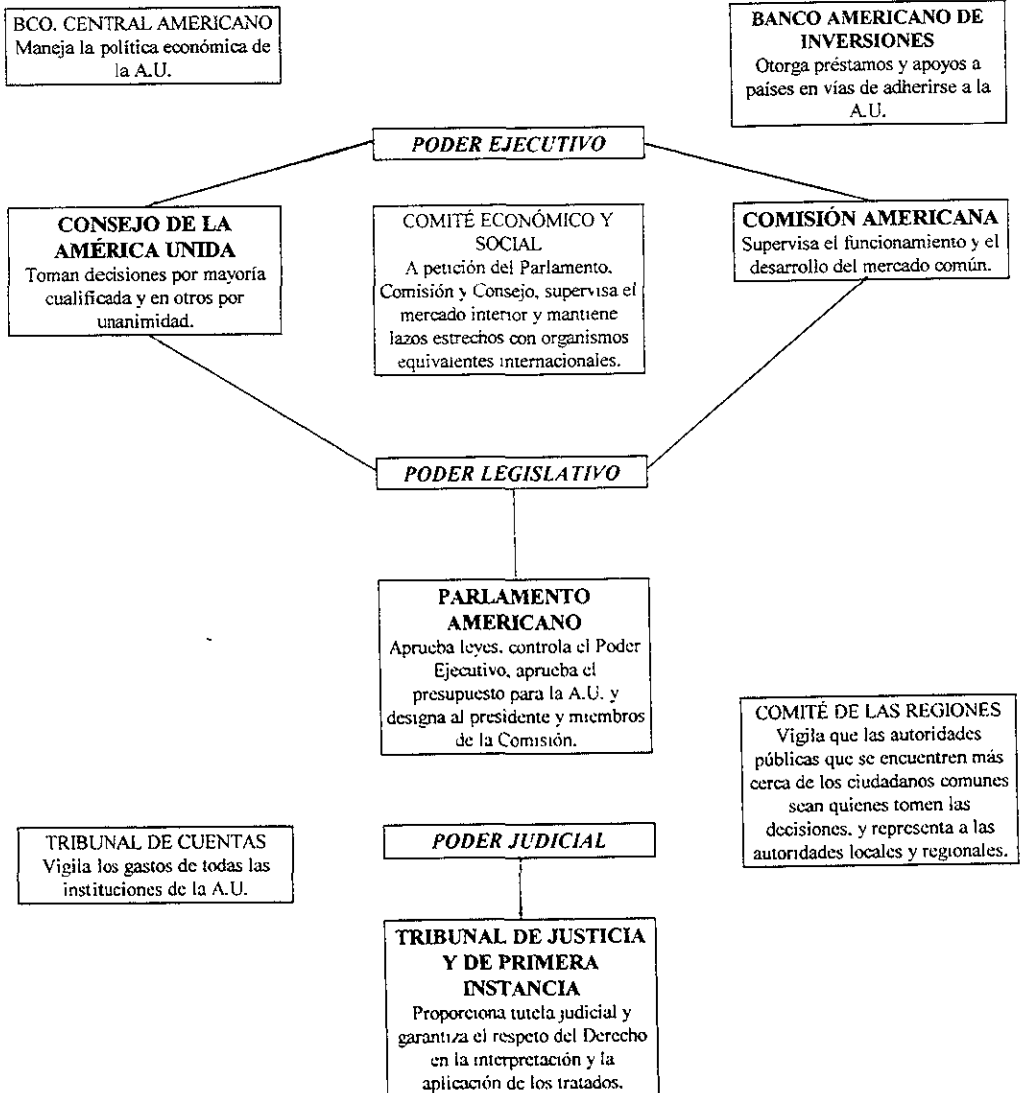 BCO. CENTRAL AMERICANO
Maneja la política económica de
la A.U.
BANCO AMERICANO DE
INVERSIONES
Otorga préstamos y apoyos a
países en vías de adherirse a la
A.U.
PODER EJECUTIVO
CONSEJO DE LA
AMÉRICA UNIDA
Toman decisiones por mayoría
cualificada y en otros por
unanimidad.
COMITÉ ECONÓMICO Y
SOCIAL
A petición del Parlamento.
Comisión y Consejo, supervisa el
mercado interior y mantiene
lazos estrechos con organismos
equivalentes internacionales.
COMISIÓN AMERICANA
Supervisa el funcionamiento y el
desarrollo del mercado común.
PODER LEGISLATIVO
PARLAMENTO
AMERICANO
Aprueba leyes, controla el Poder
Ejecutivo, aprueba el
presupuesto para la A.U. y
designa al presidente y miembros
de la Comisión.
COMITÉ DE LAS REGIONES
Vigila que las autoridades
públicas que se encuentren más
cerca de los ciudadanos comunes
sean quienes tomen las
decisiones, y representa a las
autoridades locales y regionales.
TRIBUNAL DE CUENTAS
Vigila los gastos de todas las
instituciones de la A.U.
PODER JUDICIAL
TRIBUNAL DE JUSTICIA
Y DE PRIMERA
INSTANCIA
Proporciona tutela judicial y
garantiza el respeto del Derecho
en la interpretación y la
aplicación de los tratados.